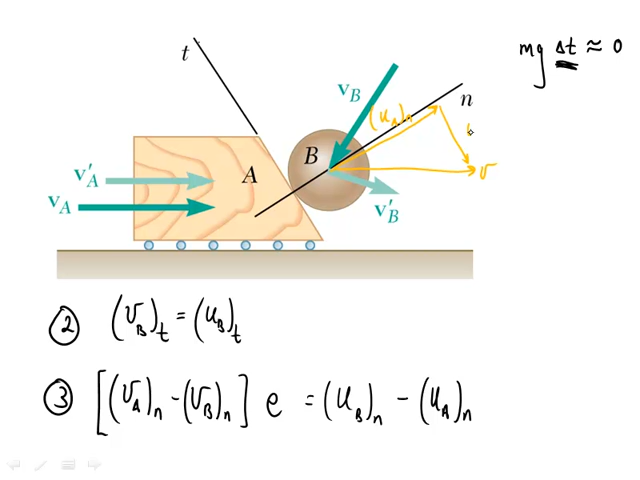 mg Δt ≈ 0
t
v_B
(u_A)_n
n
B
A
v'_A
v_A
v
v'_B
② (v_B)_t = (u_B)_t
③ [(v_A)_n - (v_B)_n] e = (u_B)_n - (u_A)_n